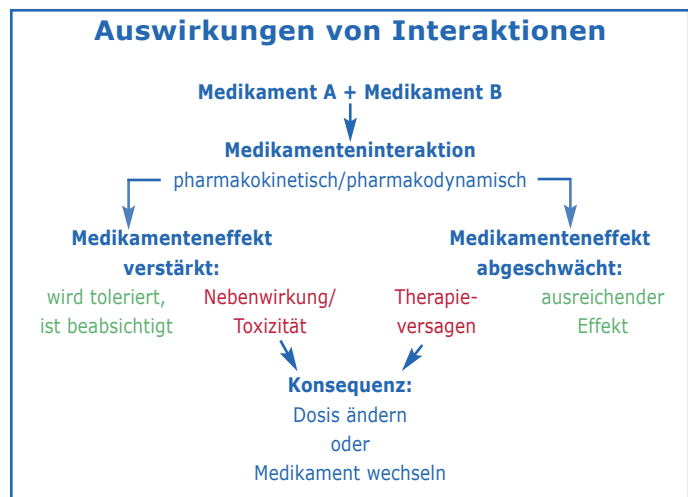 Auswirkungen von Interaktionen
Medikament A + Medikament B
Medikamenteninteraktion
pharmakokinetisch/pharmakodynamisch
Medikamenteneffekt
verstärkt:
Medikamenteneffekt
abgeschwächt:
wird toleriert,
ist beabsichtigt
Nebenwirkung/
Toxizität
Therapie-
versagen
ausreichender
Effekt
Konsequenz:
Dosis ändern
oder
Medikament wechseln